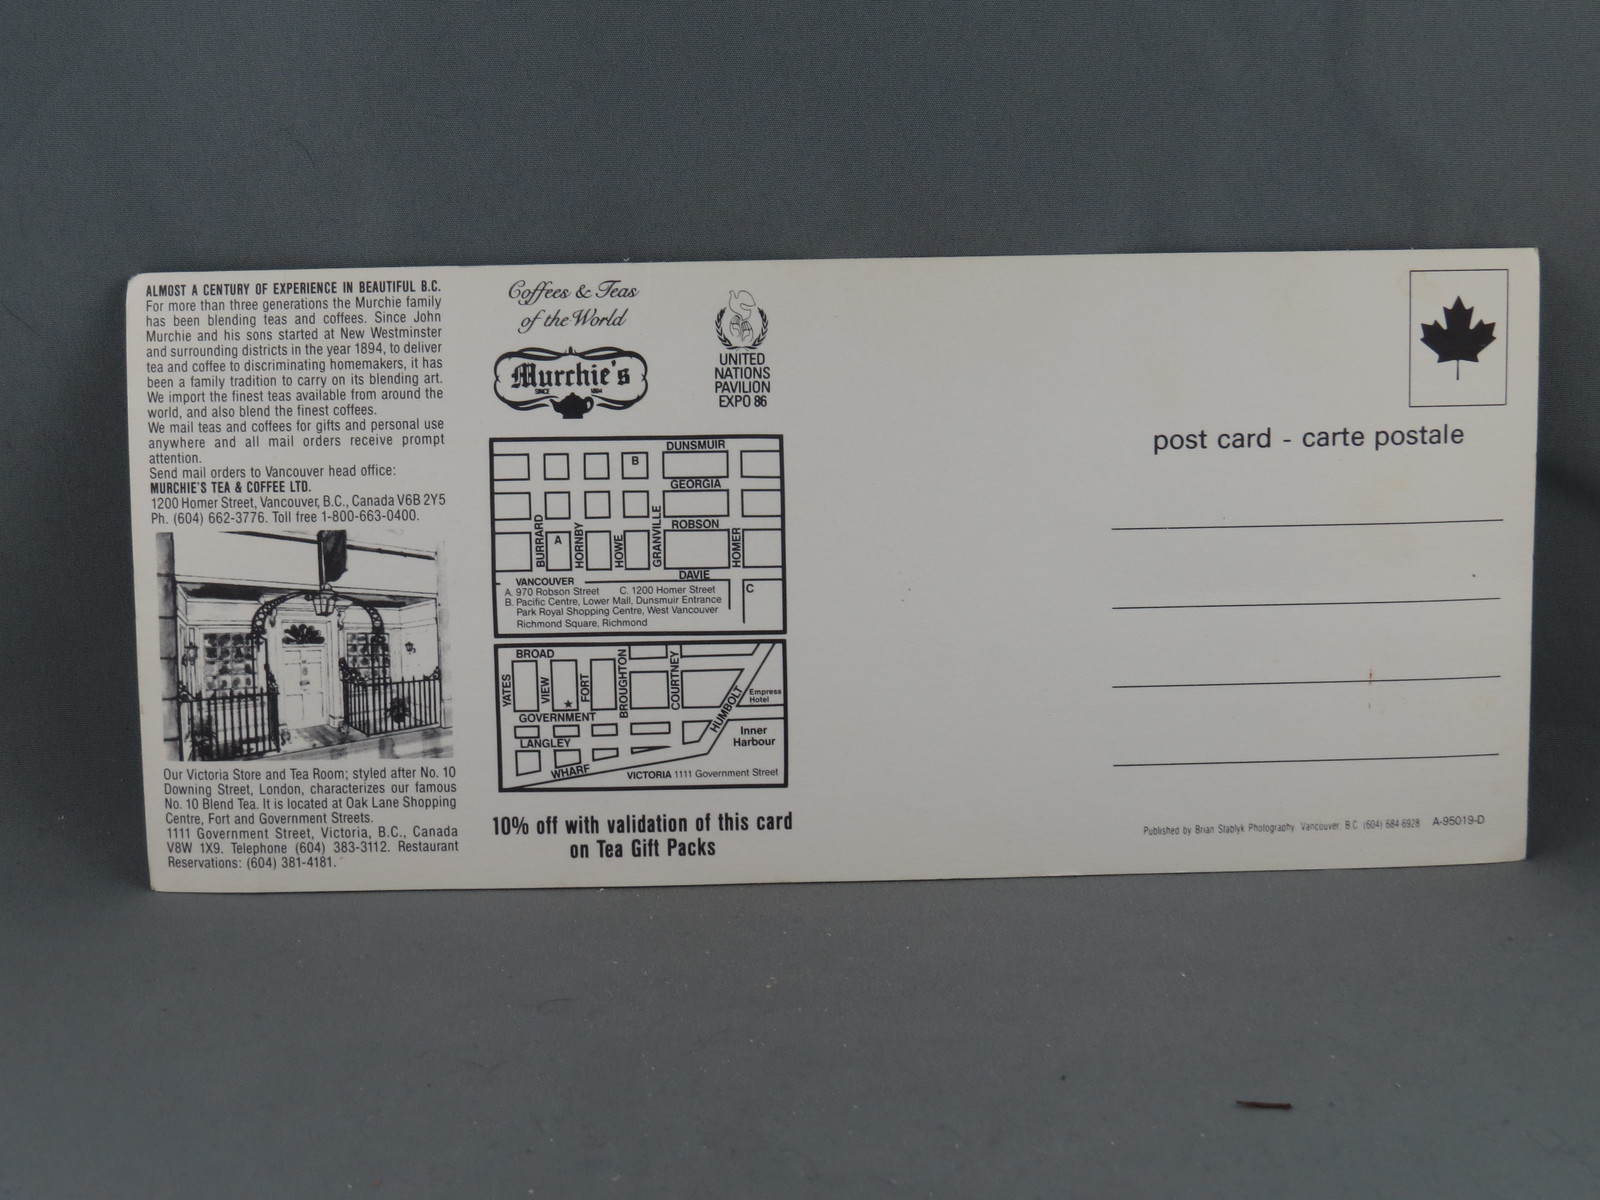 ALMOST A CENTURY OF EXPERIENCE IN BEAUTIFUL B.C.
For more than three generations the Murchie family
has been blending teas and coffees. Since John
Murchie and his sons started at New Westminster
and surrounding districts in the year 1894, to deliver
tea and coffee to discriminating homemakers, it has
been a family tradition to carry on its blending art.
We import the finest teas available from around the
world, and also blend the finest coffees.
We mail teas and coffees for gifts and personal use
anywhere and all mail orders receive prompt
attention.
Send mail orders to Vancouver head office:
MURCHIE'S TEA & COFFEE LTD.
1200 Homer Street, Vancouver, B.C., Canada V6B 2Y5
Ph. (604) 662-3776. Toll free 1-800-663-0400.
Our Victoria Store and Tea Room; styled after No. 10
Downing Street, London, characterizes our famous
No. 10 Blend Tea. It is located at Oak Lane Shopping
Centre, Fort and Government Streets.
1111 Government Street, Victoria, B.C., Canada
V8W 1X9. Telephone (604) 383-3112. Restaurant
Reservations: (604) 381-4181.
Coffees & Teas
of the World
Murchie's
SINCE 1894
UNITED
NATIONS
PAVILION
EXPO 86
DUNSMUIR
B
GEORGIA
ROBSON
BURRARD
A
HORNBY
HOWE
GRANVILLE
HOMER
DAVIE
VANCOUVER
A. 970 Robson Street C. 1200 Homer Street
B. Pacific Centre, Lower Mall, Dunsmuir Entrance
Park Royal Shopping Centre, West Vancouver
Richmond Square, Richmond
C
BROAD
YATES
VIEW
FORT
BROUGHTON
COURTNEY
HUMBOLT
Empress
Hotel
GOVERNMENT
LANGLEY
WHARF
Inner
Harbour
VICTORIA 1111 Government Street
10% off with validation of this card
on Tea Gift Packs
post card - carte postale
Published by Brian Stablyk Photography, Vancouver, B.C. (604) 684-6928 A-95019-D